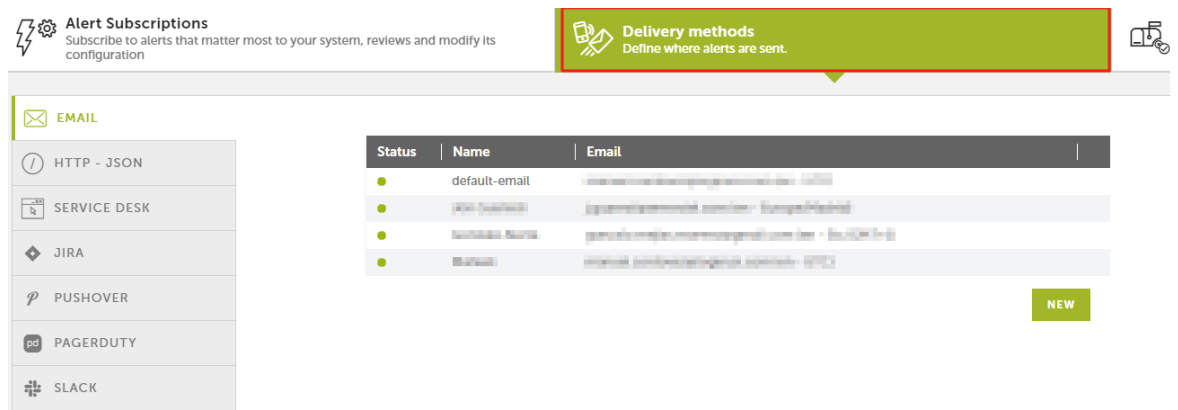 Alert Subscriptions
Subscribe to alerts that matter most to your system, reviews and modify its
configuration
Delivery methods
Define where alerts are sent.
EMAIL
HTTP - JSON
SERVICE DESK
JIRA
PUSHOVER
PAGERDUTY
SLACK
Status Name Email
default-email
NEW